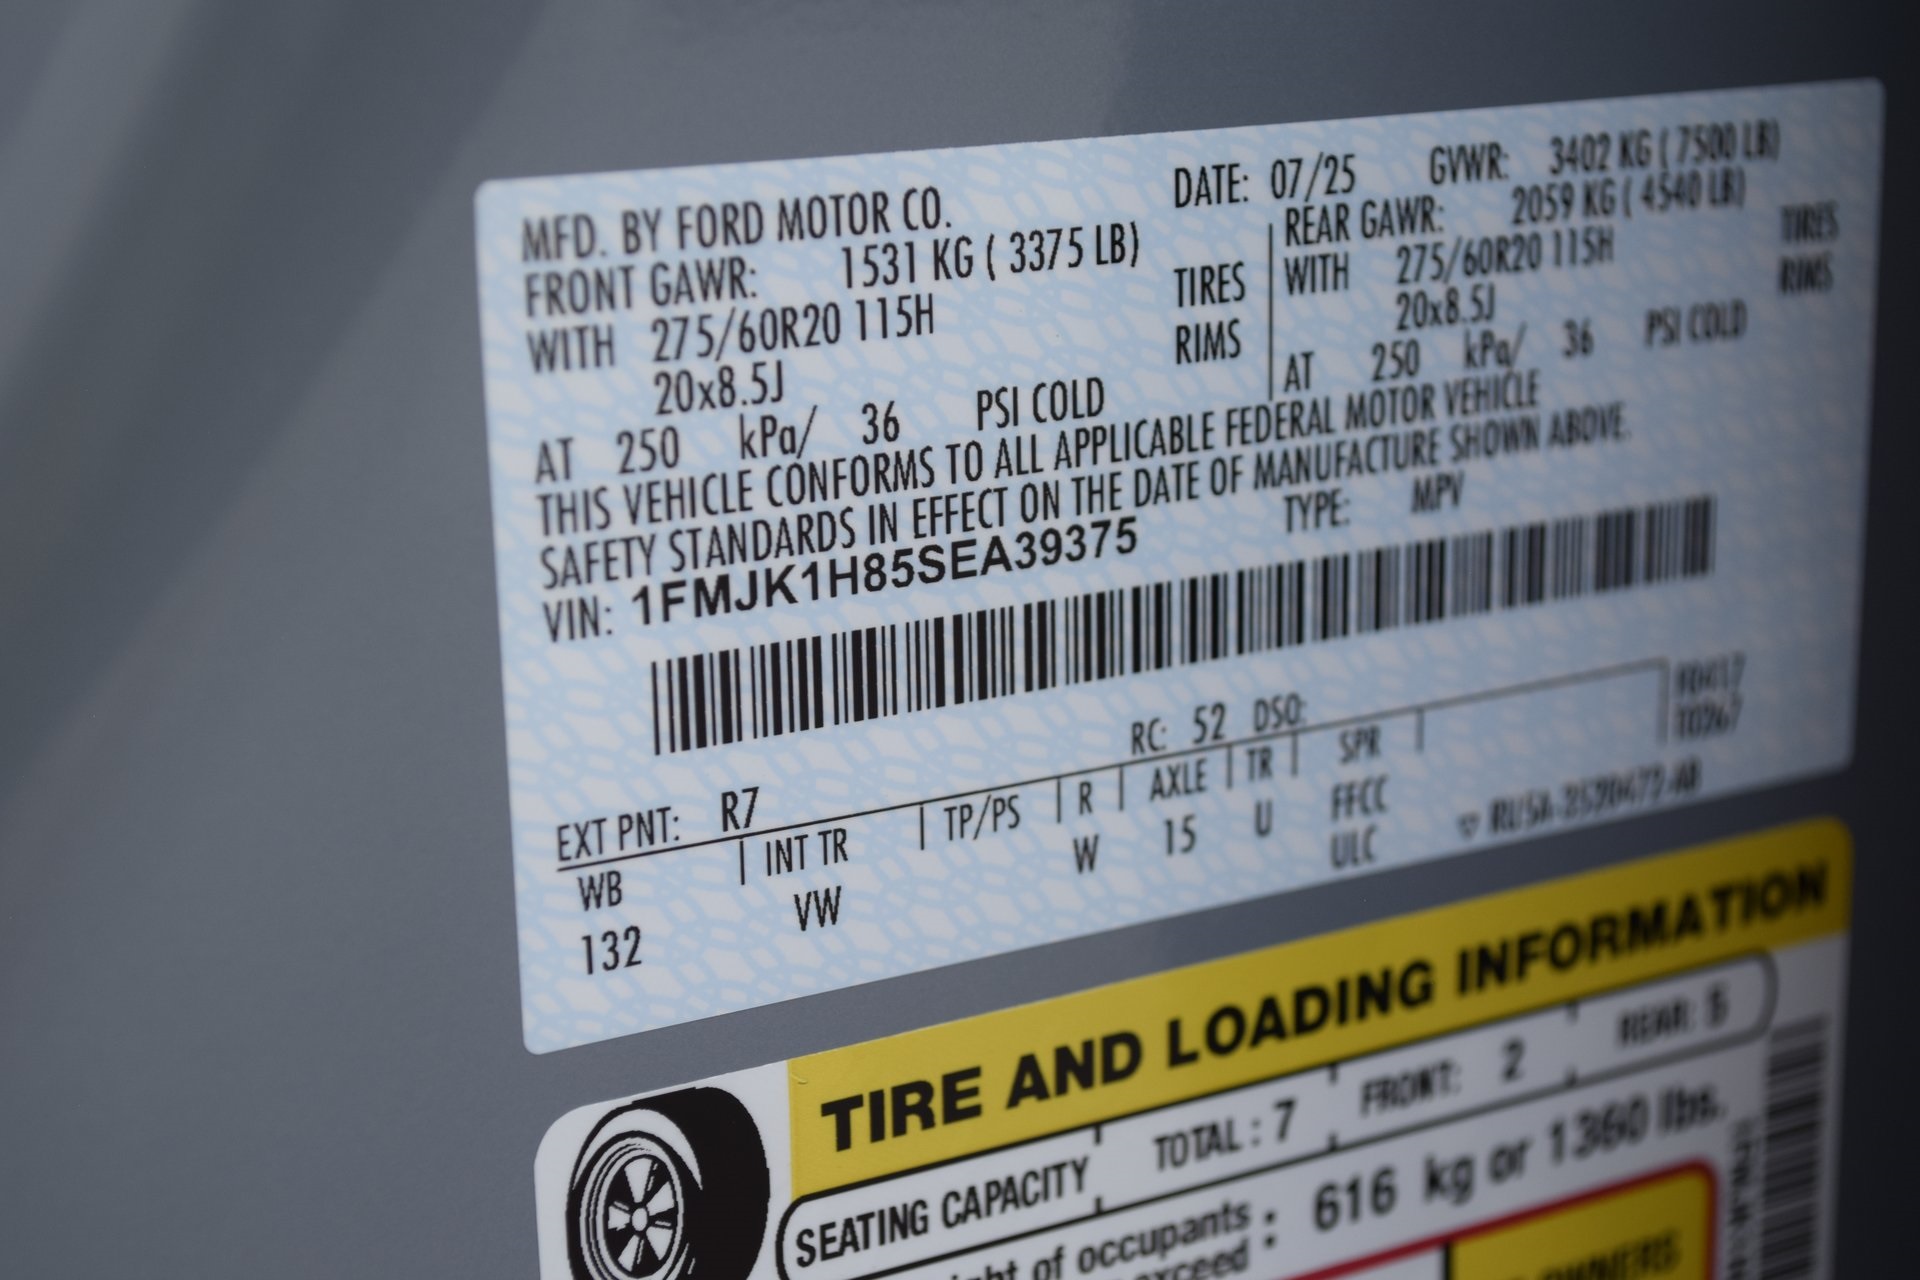 MFD. BY FORD MOTOR CO. DATE: 07/25 GVWR: 3402 KG ( 7500 LB)
FRONT GAWR: 1531 KG ( 3375 LB) REAR GAWR: 2059 KG ( 4540 LB)
WITH 275/60R20 115H TIRES WITH 275/60R20 115H TIRES
20x8.5J RIMS 20x8.5J RIMS
AT 250 kPa/ 36 PSI COLD AT 250 kPa/ 36 PSI COLD
THIS VEHICLE CONFORMS TO ALL APPLICABLE FEDERAL MOTOR VEHICLE
SAFETY STANDARDS IN EFFECT ON THE DATE OF MANUFACTURE SHOWN ABOVE.
VIN: 1FMJK1H85SEA39375 TYPE: MPV
EXT PNT: R7 RC: 52 DSO:
WB INT TR TP/PS R AXLE TR SPR
132 VW W 15 U FFCC
ULC
TIRE AND LOADING INFORMATION
SEATING CAPACITY TOTAL : 7 FRONT: 2 REAR: 5
of occupants : 616 kg or 1360 lbs.
exceed
OWNERS